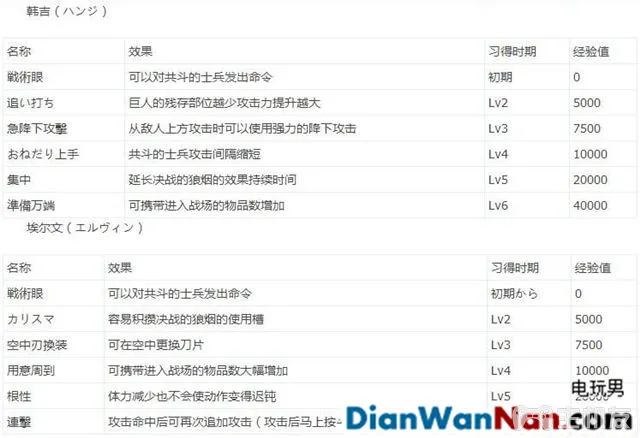 韩吉（ハンジ）
名称 效果 习得时期 经验值
戦術眼 可以对共斗的士兵发出命令 初期 0
追い打ち 巨人的残存部位越少攻击力提升越大 Lv2 5000
急降下攻撃 从敌人上方攻击时可以使用强力的降下攻击 Lv3 7500
おねだり上手 共斗的士兵攻击间隔缩短 Lv4 10000
集中 延长决战的狼烟的效果持续时间 Lv5 20000
準備万端 可携带进入战场的物品数增加 Lv6 40000
埃尔文（エルヴィン）
名称 效果 习得时期 经验值
戦術眼 可以对共斗的士兵发出命令 初期から 0
カリスマ 容易积攒决战的狼烟的使用槽 Lv2 5000
空中刃換装 可在空中更换刀片 Lv3 7500
用意周到 可携带进入战场的物品数大幅增加 Lv4 10000
根性 体力减少也不会使动作变得迟钝 Lv5
電玩男
連撃 攻击命中后可再次追加攻击（攻击后马上按
DianWanNan.com